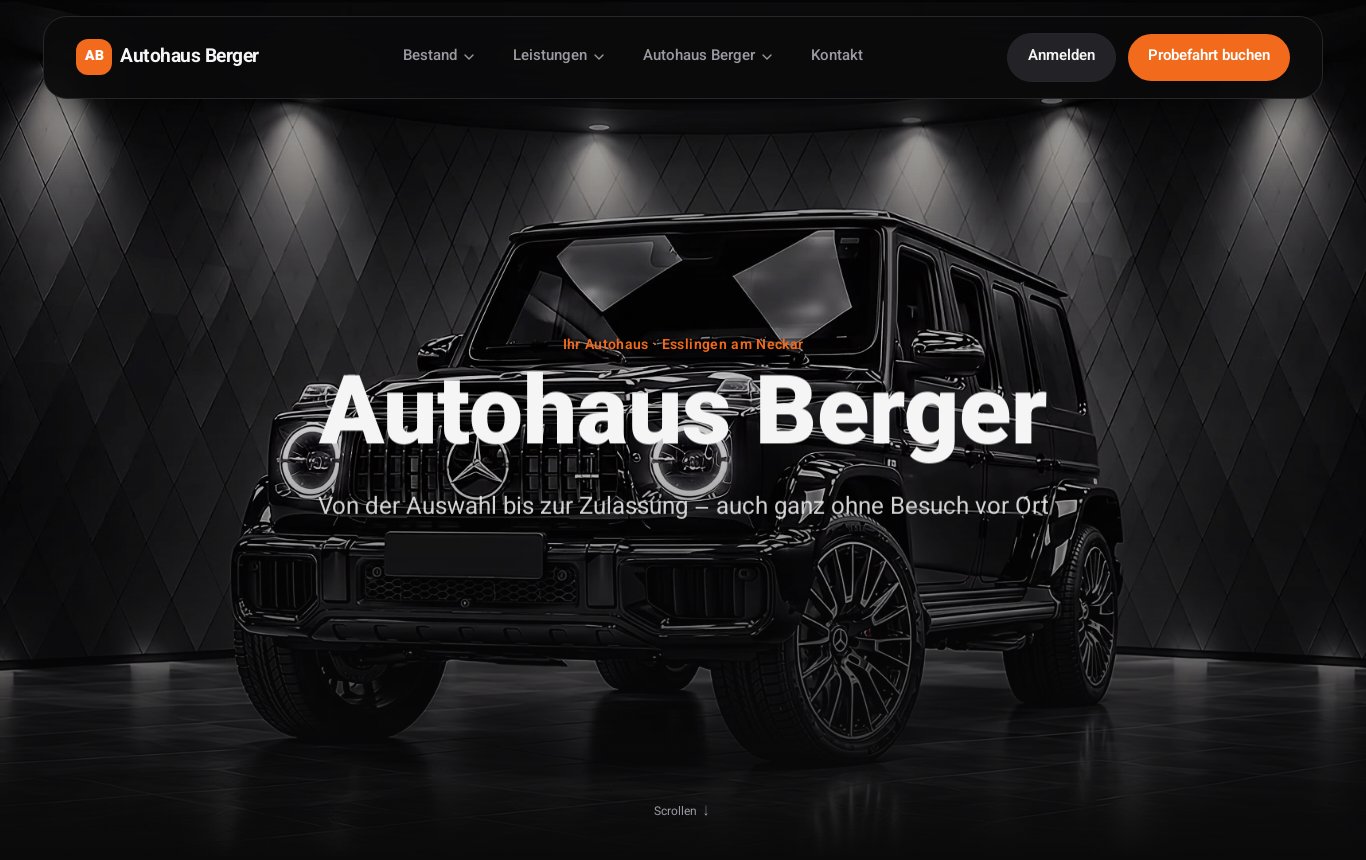 AB Autohaus Berger Bestand Leistungen Autohaus Berger Kontakt Anmelden Probefahrt buchen
Ihr Autohaus · Esslingen am Neckar
Autohaus Berger
Von der Auswahl bis zur Zulassung – auch ganz ohne Besuch vor Ort.
Scrollen ↓